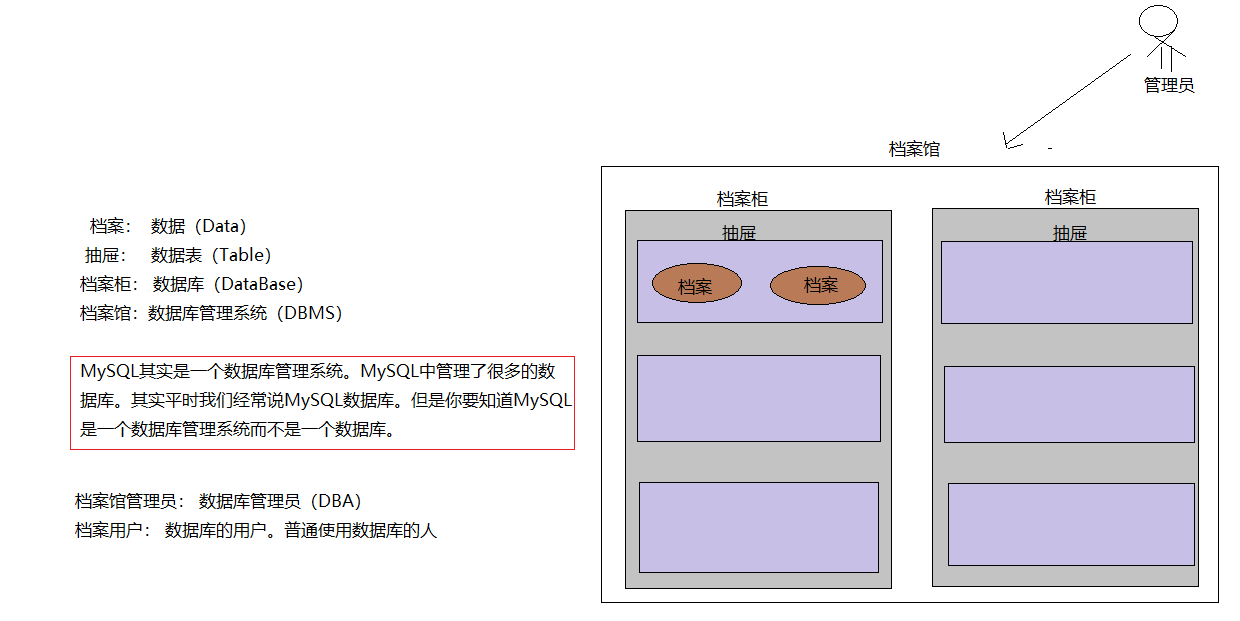 管理员
档案馆
档案柜
档案柜
抽屉
抽屉
档案
档案
档案： 数据（Data）
抽屉： 数据表（Table）
档案柜： 数据库（DataBase）
档案馆：数据库管理系统（DBMS）
MySQL其实是一个数据库管理系统。MySQL中管理了很多的数
据库。其实平时我们经常说MySQL数据库。但是你要知道MySQL
是一个数据库管理系统而不是一个数据库。
档案馆管理员： 数据库管理员（DBA）
档案用户： 数据库的用户。普通使用数据库的人